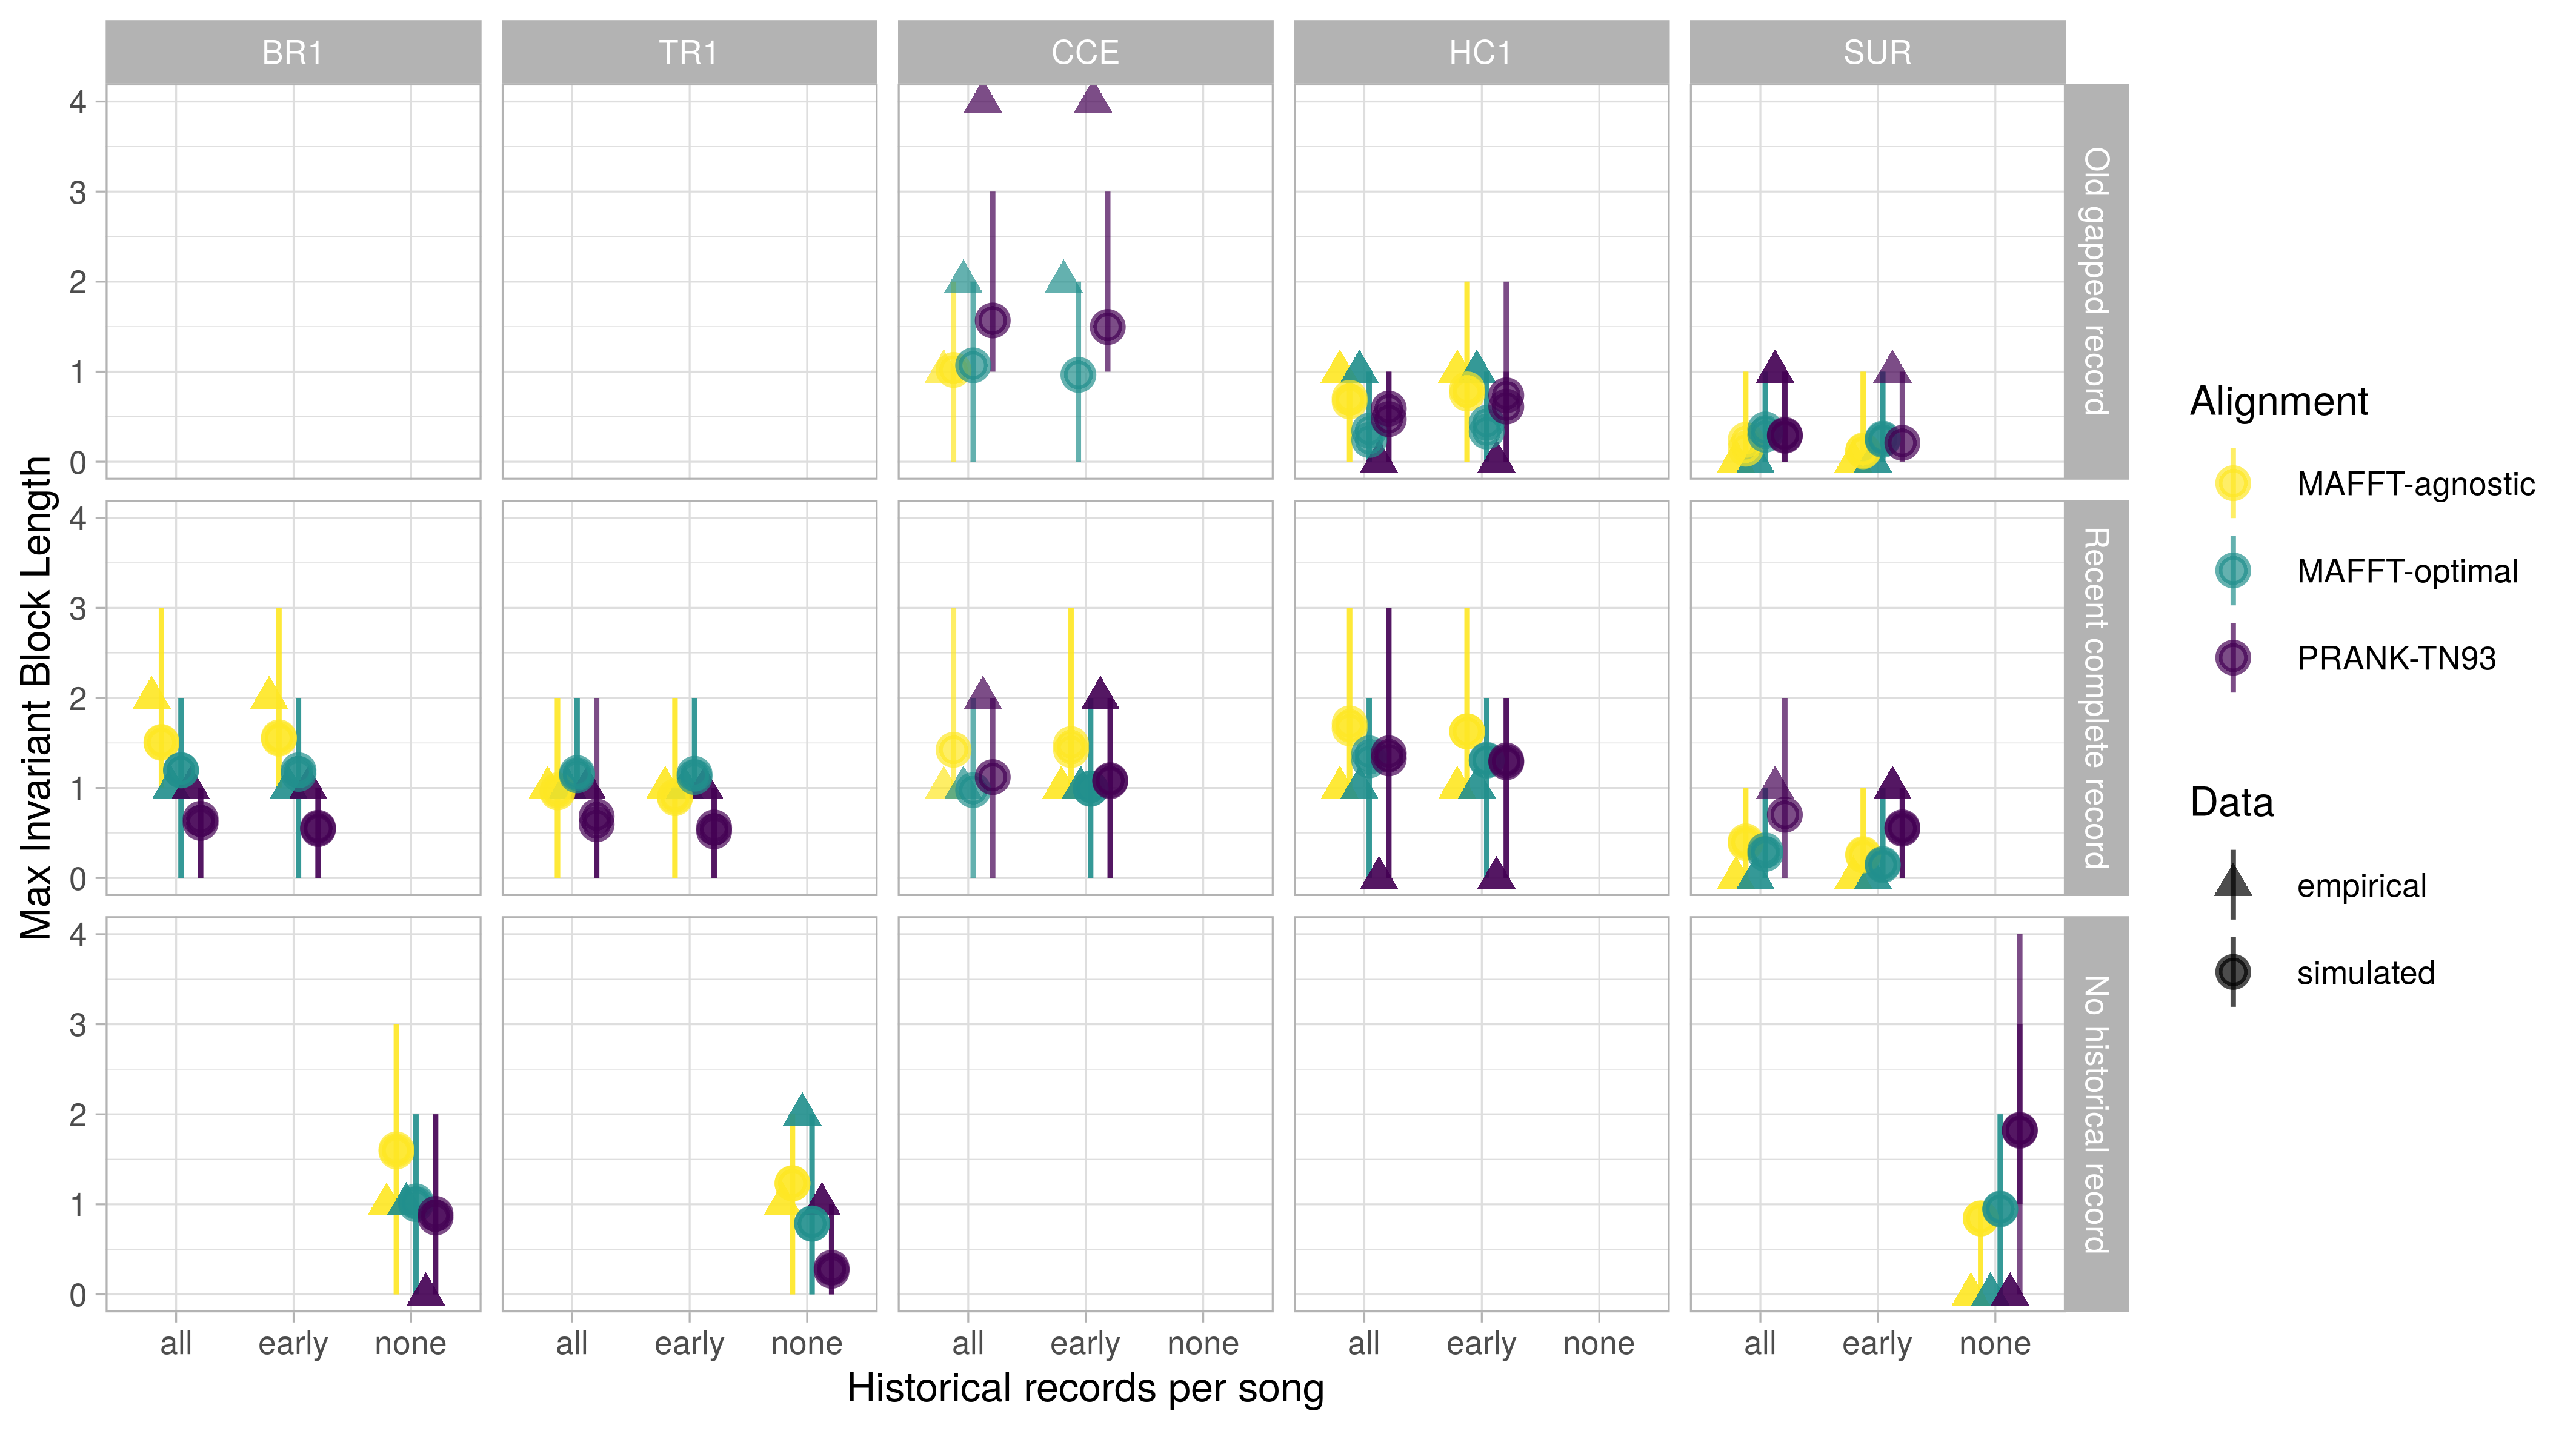 BR1 TR1 CCE HC1 SUR
Max Invariant Block Length
4
3
2
1
0
Old gapped record
4
3
2
1
0
Recent complete record
4
3
2
1
0
No historical record
all early none all early none all early none all early none all early none
Historical records per song
Alignment
MAFFT-agnostic
MAFFT-optimal
PRANK-TN93
Data
empirical
simulated